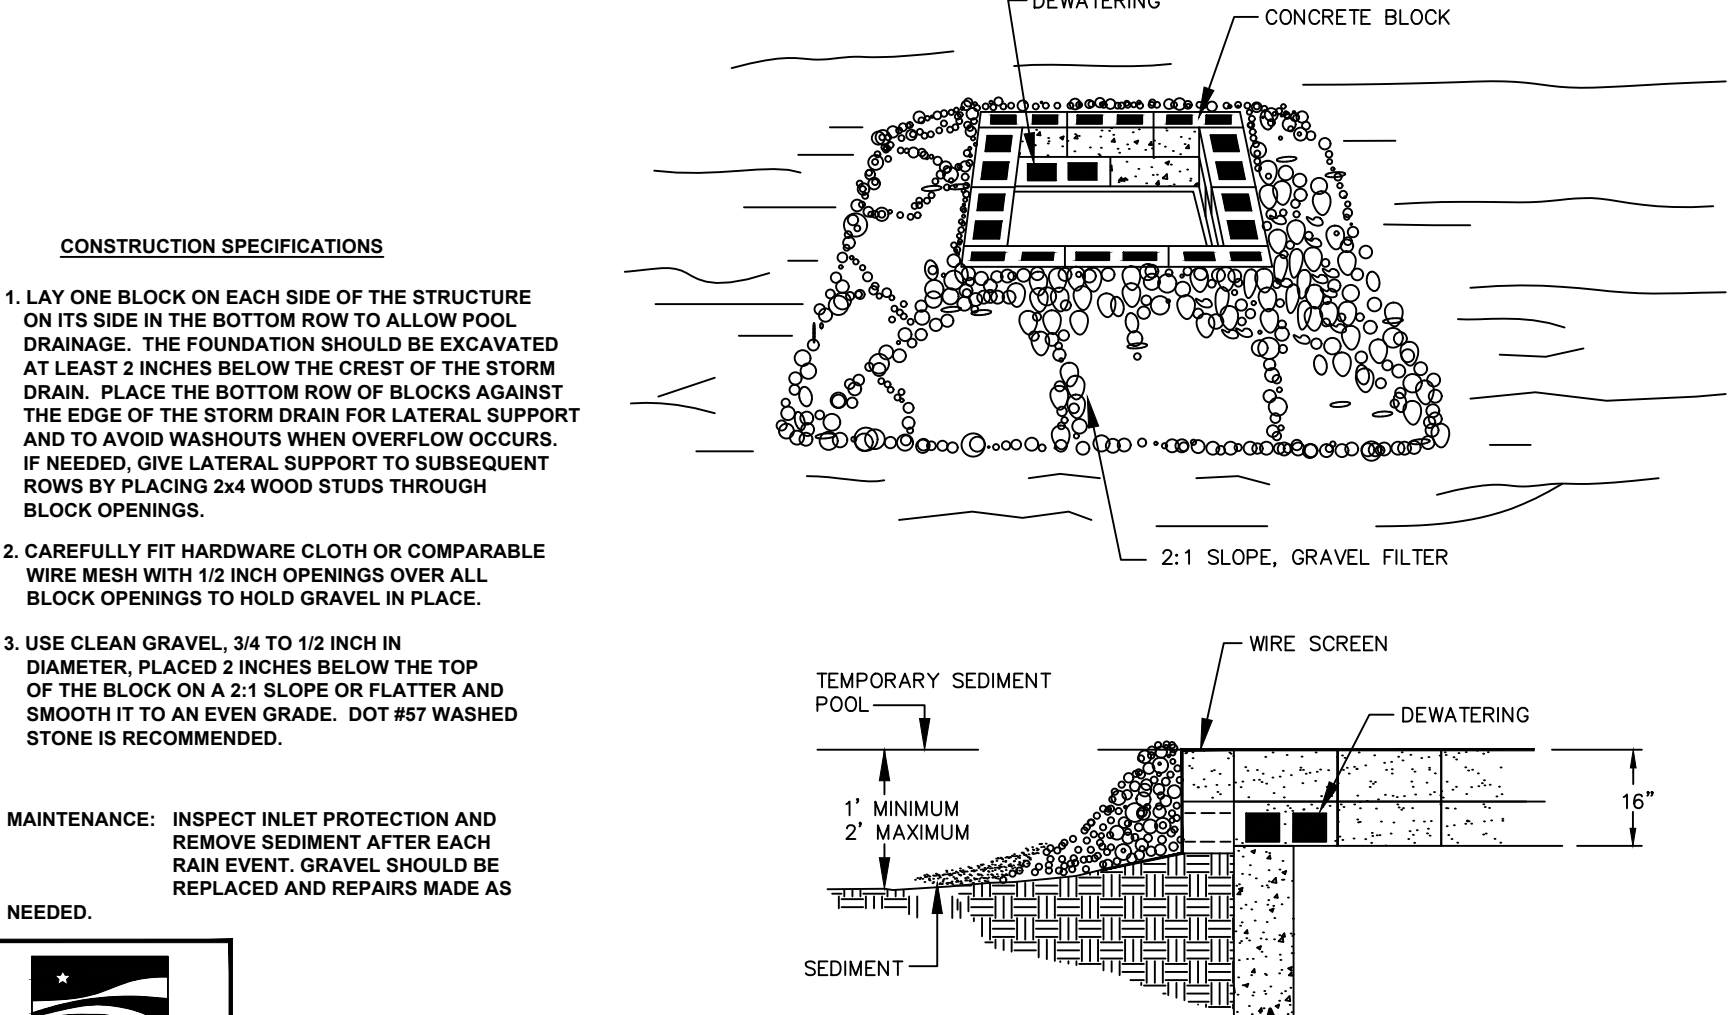 DEWATERING
CONCRETE BLOCK
CONSTRUCTION SPECIFICATIONS
1. LAY ONE BLOCK ON EACH SIDE OF THE STRUCTURE
ON ITS SIDE IN THE BOTTOM ROW TO ALLOW POOL
DRAINAGE. THE FOUNDATION SHOULD BE EXCAVATED
AT LEAST 2 INCHES BELOW THE CREST OF THE STORM
DRAIN. PLACE THE BOTTOM ROW OF BLOCKS AGAINST
THE EDGE OF THE STORM DRAIN FOR LATERAL SUPPORT
AND TO AVOID WASHOUTS WHEN OVERFLOW OCCURS.
IF NEEDED, GIVE LATERAL SUPPORT TO SUBSEQUENT
ROWS BY PLACING 2x4 WOOD STUDS THROUGH
BLOCK OPENINGS.
2. CAREFULLY FIT HARDWARE CLOTH OR COMPARABLE
WIRE MESH WITH 1/2 INCH OPENINGS OVER ALL
BLOCK OPENINGS TO HOLD GRAVEL IN PLACE.
3. USE CLEAN GRAVEL, 3/4 TO 1/2 INCH IN
DIAMETER, PLACED 2 INCHES BELOW THE TOP
OF THE BLOCK ON A 2:1 SLOPE OR FLATTER AND
SMOOTH IT TO AN EVEN GRADE. DOT #57 WASHED
STONE IS RECOMMENDED.
MAINTENANCE: INSPECT INLET PROTECTION AND
REMOVE SEDIMENT AFTER EACH
RAIN EVENT. GRAVEL SHOULD BE
REPLACED AND REPAIRS MADE AS
NEEDED.
2:1 SLOPE, GRAVEL FILTER
WIRE SCREEN
TEMPORARY SEDIMENT
POOL
DEWATERING
1' MINIMUM
2' MAXIMUM
16"
SEDIMENT